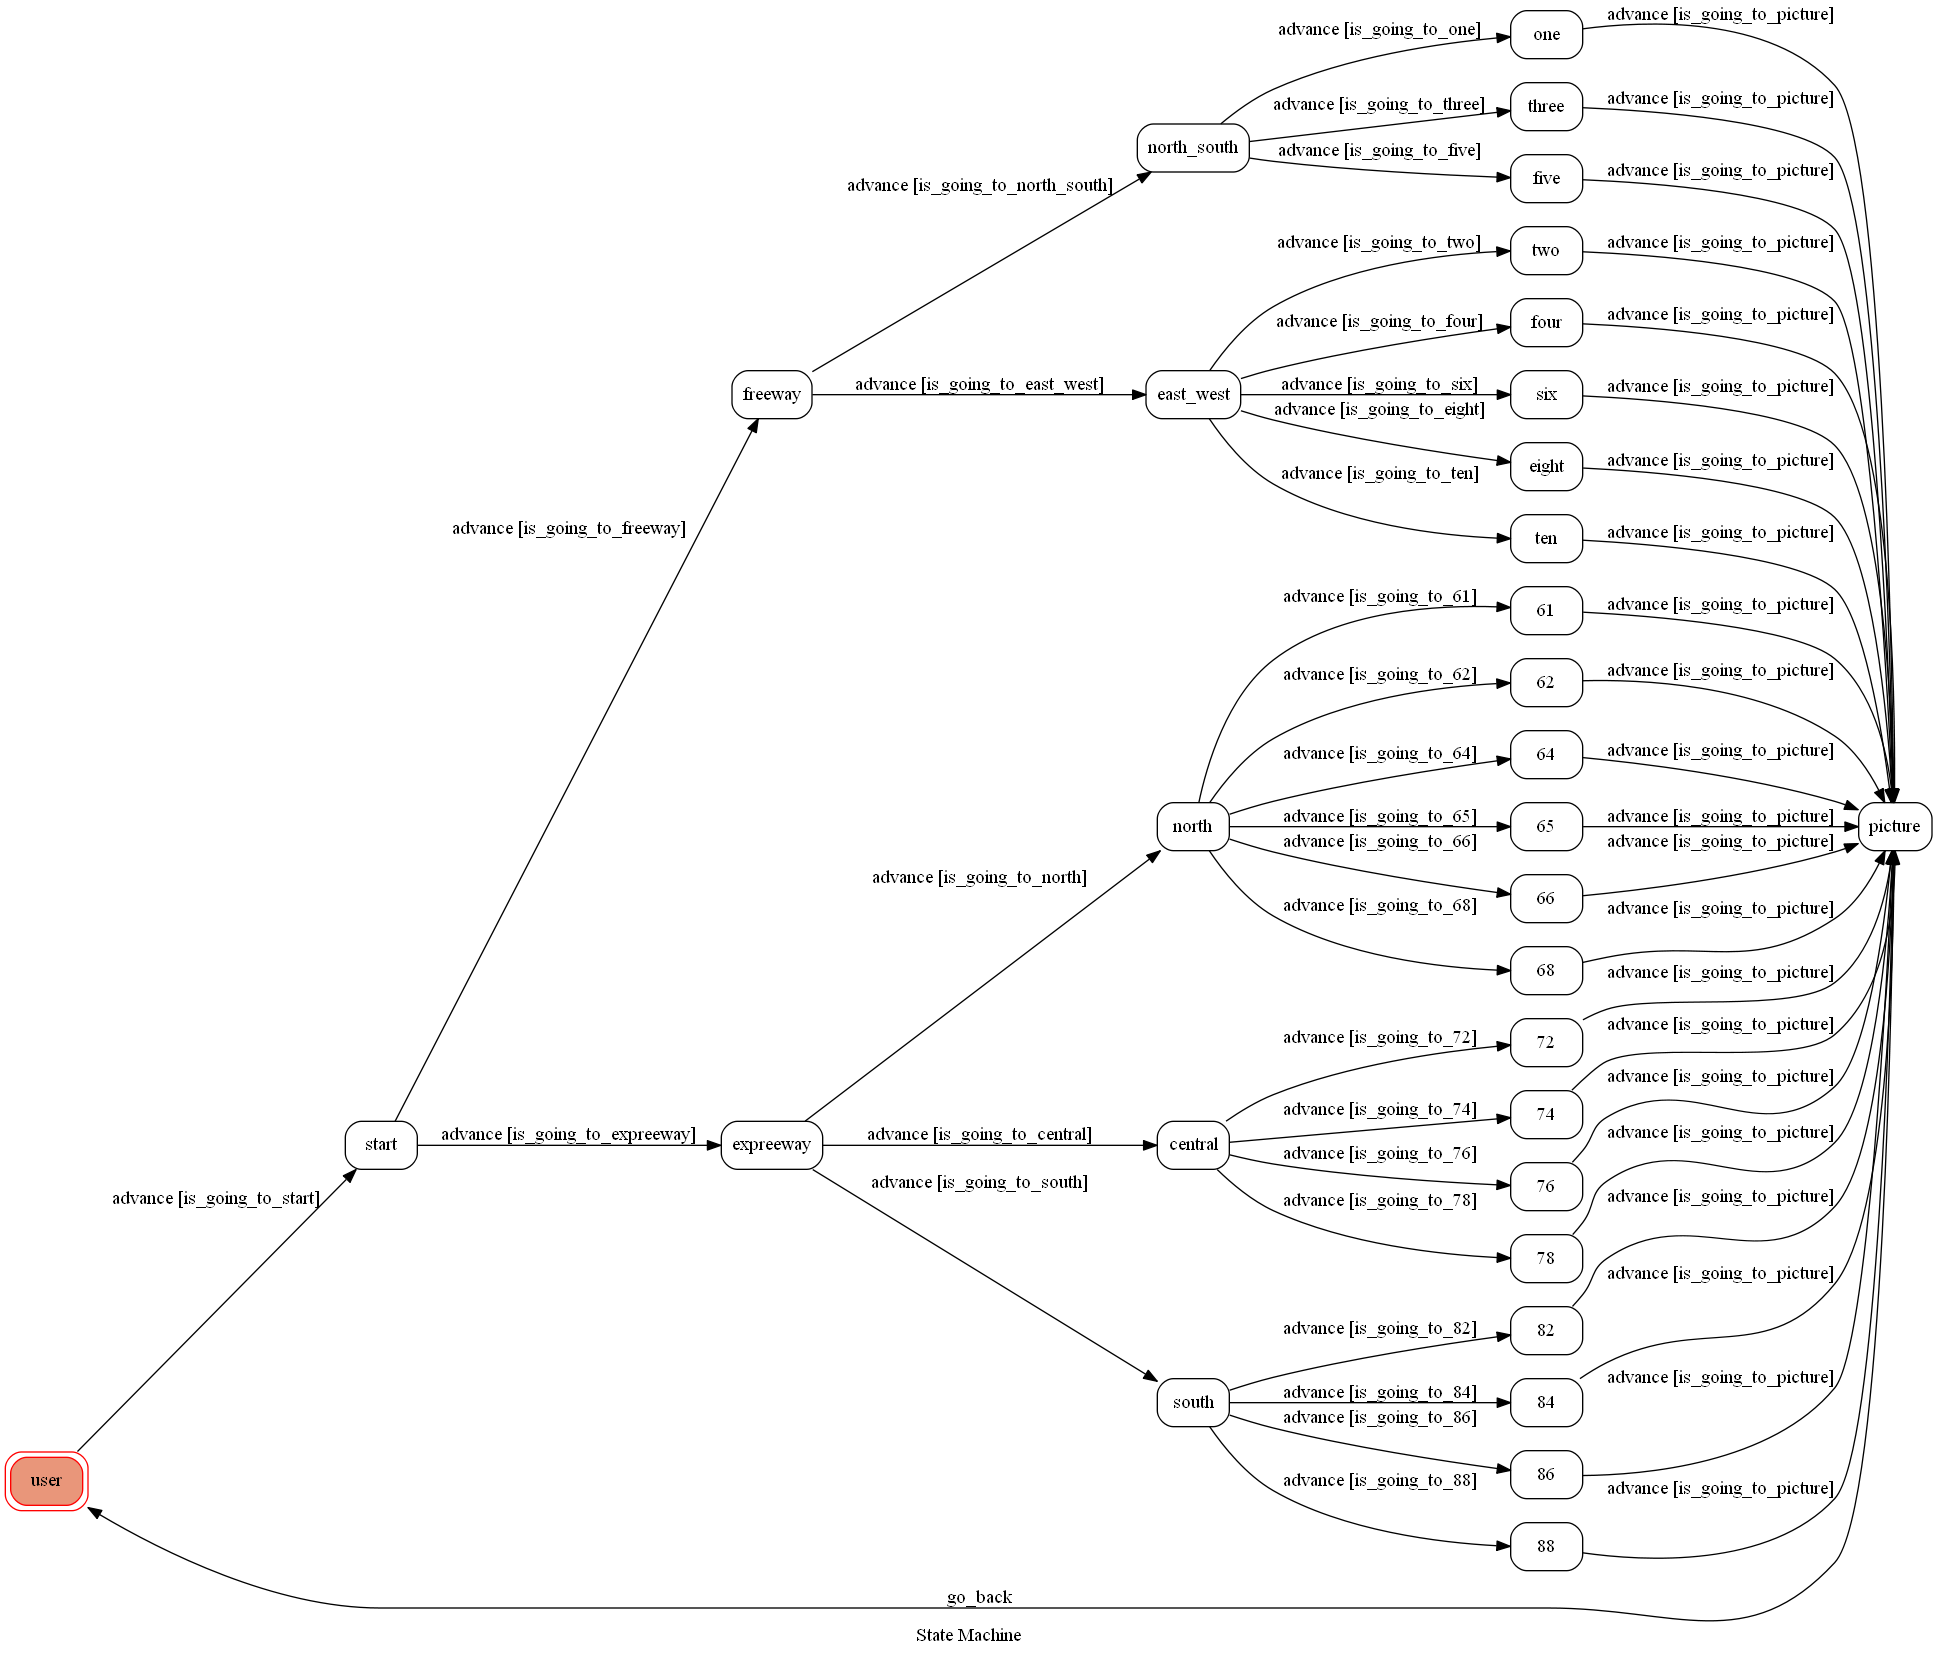 one
advance [is_going_to_picture]
advance [is_going_to_one]
three
advance [is_going_to_picture]
advance [is_going_to_three]
north_south
advance [is_going_to_five]
five
advance [is_going_to_picture]
advance [is_going_to_north_south]
two
advance [is_going_to_picture]
advance [is_going_to_two]
four
advance [is_going_to_picture]
advance [is_going_to_four]
freeway
advance [is_going_to_east_west]
east_west
advance [is_going_to_six]
six
advance [is_going_to_picture]
advance [is_going_to_eight]
eight
advance [is_going_to_picture]
advance [is_going_to_ten]
ten
advance [is_going_to_picture]
advance [is_going_to_freeway]
advance [is_going_to_61]
61
advance [is_going_to_picture]
advance [is_going_to_62]
62
advance [is_going_to_picture]
advance [is_going_to_64]
64
advance [is_going_to_picture]
north
advance [is_going_to_65]
65
advance [is_going_to_picture]
picture
advance [is_going_to_66]
advance [is_going_to_picture]
66
advance [is_going_to_north]
advance [is_going_to_68]
advance [is_going_to_picture]
68
advance [is_going_to_picture]
advance [is_going_to_72]
72
advance [is_going_to_picture]
advance [is_going_to_74]
74
advance [is_going_to_picture]
start
advance [is_going_to_expreeway]
expreeway
advance [is_going_to_central]
central
advance [is_going_to_76]
76
advance [is_going_to_picture]
advance [is_going_to_south]
advance [is_going_to_start]
advance [is_going_to_78]
advance [is_going_to_picture]
78
advance [is_going_to_picture]
advance [is_going_to_82]
82
south
advance [is_going_to_84]
84
advance [is_going_to_picture]
advance [is_going_to_86]
86
user
advance [is_going_to_88]
advance [is_going_to_picture]
88
go_back
State Machine